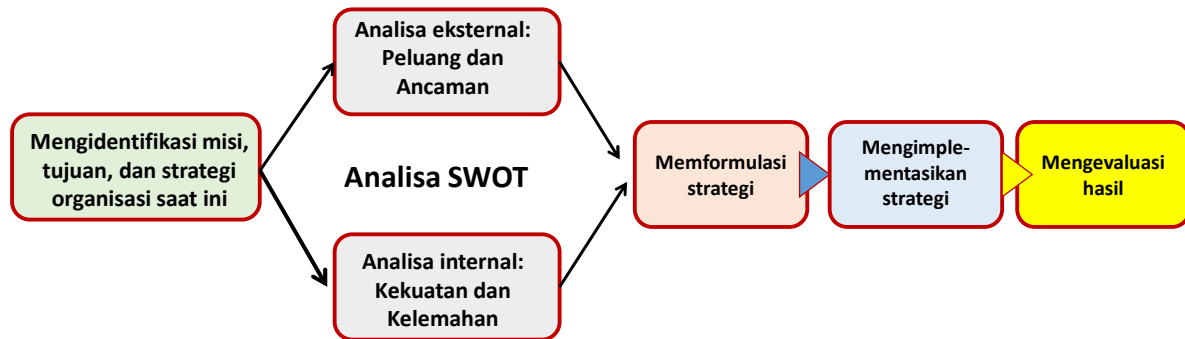 Mengidentifikasi misi,
tujuan, dan strategi
organisasi saat ini
Analisa eksternal:
Peluang dan
Ancaman
Analisa SWOT
Analisa internal:
Kekuatan dan
Kelemahan
Memformulasi
strategi
Mengimple-
mentasikan
strategi
Mengevaluasi
hasil